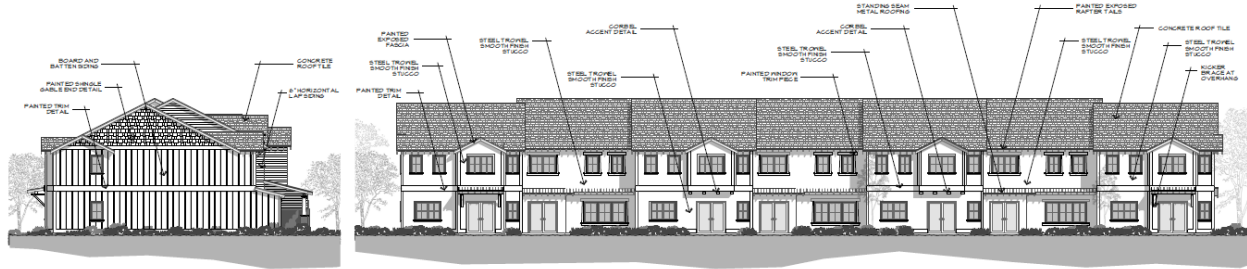 BOARD AND
BATTEN SIDING
PAINTED SHINGLE
GABLE END DETAIL
PAINTED TRIM
DETAIL
CONCRETE
ROOF TILE
6" HORIZONTAL
LAP SIDING
PAINTED
EXPOSED
FASCIA
STEEL TROWEL
SMOOTH FINISH
STUCCO
PAINTED TRIM
DETAIL
STEEL TROWEL
SMOOTH FINISH
STUCCO
CORBEL
ACCENT DETAIL
STEEL TROWEL
SMOOTH FINISH
STUCCO
PAINTED WINDOW
TRIM PIECE
STEEL TROWEL
SMOOTH FINISH
STUCCO
CORBEL
ACCENT DETAIL
STANDING SEAM
METAL ROOFING
PAINTED EXPOSED
RAFTER TAILS
STEEL TROWEL
SMOOTH FINISH
STUCCO
CONCRETE ROOF TILE
STEEL TROWEL
SMOOTH FINISH
STUCCO
KICKER
BRACE AT
OVERHANG